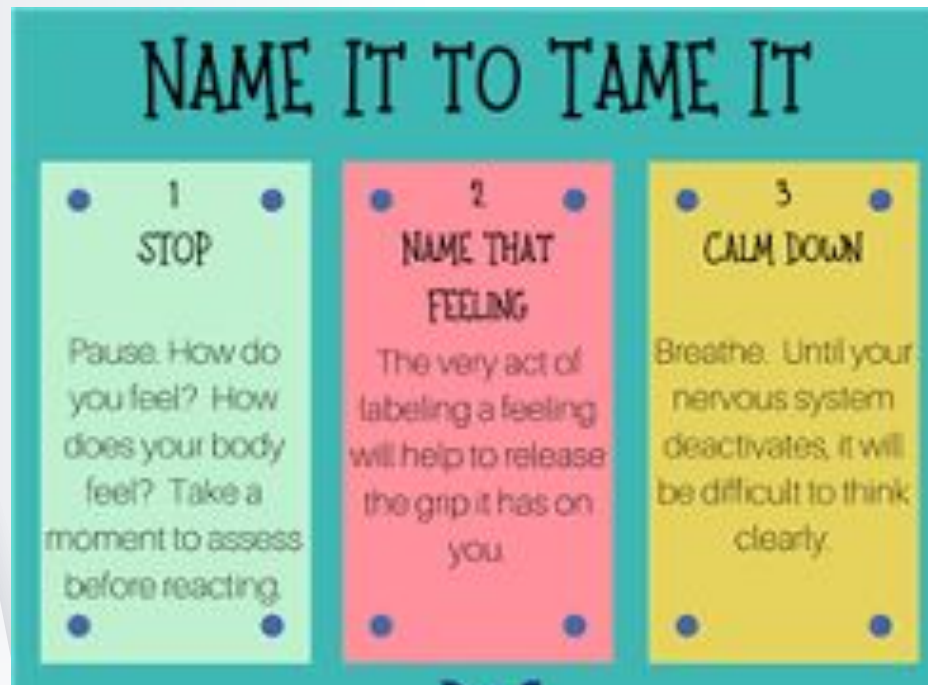 NAME IT TO TAME IT
1
STOP
Pause. How do
you feel? How
does your body
feel? Take a
moment to assess
before reacting.
2
NAME THAT
FEELING
The very act of
labeling a feeling
will help to release
the grip it has on
you.
3
CALM DOWN
Breathe. Until your
nervous system
deactivates, it will
be difficult to think
clearly.